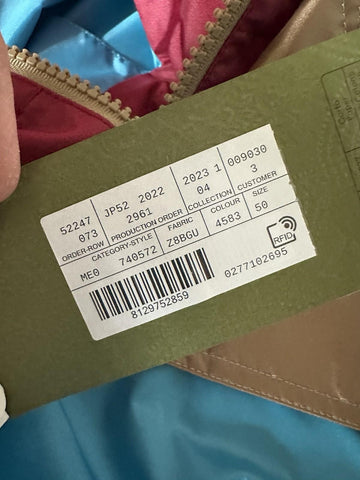 52247 JP52 2022 2023 1 009030
073 2961 04 3
ORDER-ROW PRODUCTION ORDER COLLECTION CUSTOMER
CATEGORY-STYLE FABRIC COLOUR SIZE
ME0 740572 Z8BGU 4583 50
8129752859 0277102695 RFID